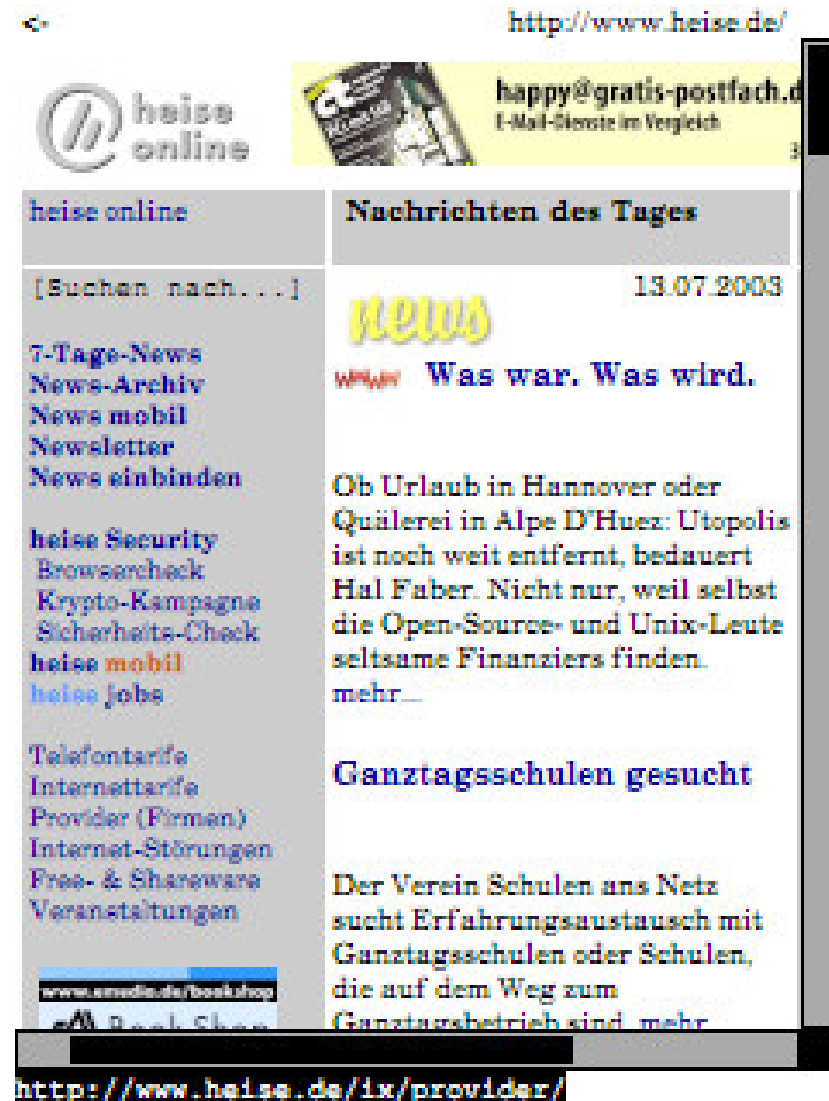 <-
http://www.heise.de/
heise
online
c't
happy@gratis-postfach.d
E-Mail-Dienste im Vergleich
heise online
Nachrichten des Tages
[Suchen nach...]
7-Tage-News
News-Archiv
News mobil
Newsletter
News einbinden
heise Security
Browsercheck
Krypto-Kampagne
Sicherheits-Check
heise mobil
heise jobs
Telefontarife
Internettarife
Provider (Firmen)
Internet-Störungen
Free- & Shareware
Veranstaltungen
www.emedia.de/bookshop
Book Shop
13.07.2003
news
Was war. Was wird.
Ob Urlaub in Hannover oder
Quälerei in Alpe D'Huez: Utopolis
ist noch weit entfernt, bedauert
Hal Faber. Nicht nur, weil selbst
die Open-Source- und Unix-Leute
seltsame Finanziers finden.
mehr...
Ganztagsschulen gesucht
Der Verein Schulen ans Netz
sucht Erfahrungsaustausch mit
Ganztagsschulen oder Schulen,
die auf dem Weg zum
Ganztagsbetrieb sind. mehr
http://www.heise.de/ix/provider/